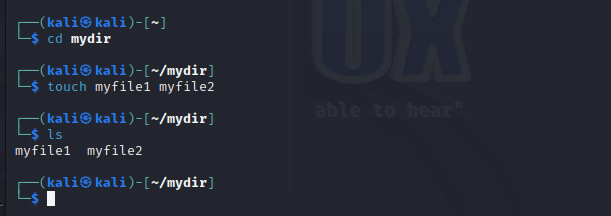 ┌──(kali㉿kali)-[~]
└─$ cd mydir
┌──(kali㉿kali)-[~/mydir]
└─$ touch myfile1 myfile2
┌──(kali㉿kali)-[~/mydir]
└─$ ls
myfile1  myfile2
┌──(kali㉿kali)-[~/mydir]
└─$
UX
able to hear"